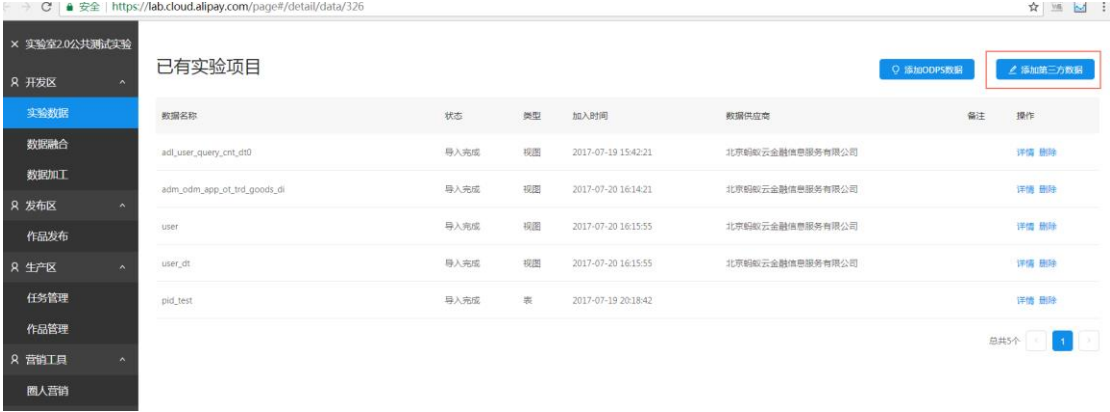 安全 | https://lab.cloud.alipay.com/page#/detail/data/326
× 实验室2.0公共测试实验
开发区
实验数据
数据融合
数据加工
发布区
作品发布
生产区
任务管理
作品管理
营销工具
圈人营销
已有实验项目
添加ODPS数据 添加第三方数据
数据名称 状态 类型 加入时间 数据供应商 备注 操作
adl_user_query_cnt_dt0 导入完成 视图 2017-07-19 15:42:21 北京蚂蚁云金融信息服务有限公司 详情 删除
adm_odm_app_ot_trd_goods_di 导入完成 视图 2017-07-20 16:14:21 北京蚂蚁云金融信息服务有限公司 详情 删除
user 导入完成 视图 2017-07-20 16:15:55 北京蚂蚁云金融信息服务有限公司 详情 删除
user_dt 导入完成 视图 2017-07-20 16:15:55 北京蚂蚁云金融信息服务有限公司 详情 删除
pid_test 导入完成 表 2017-07-19 20:18:42 详情 删除
总共5个 1